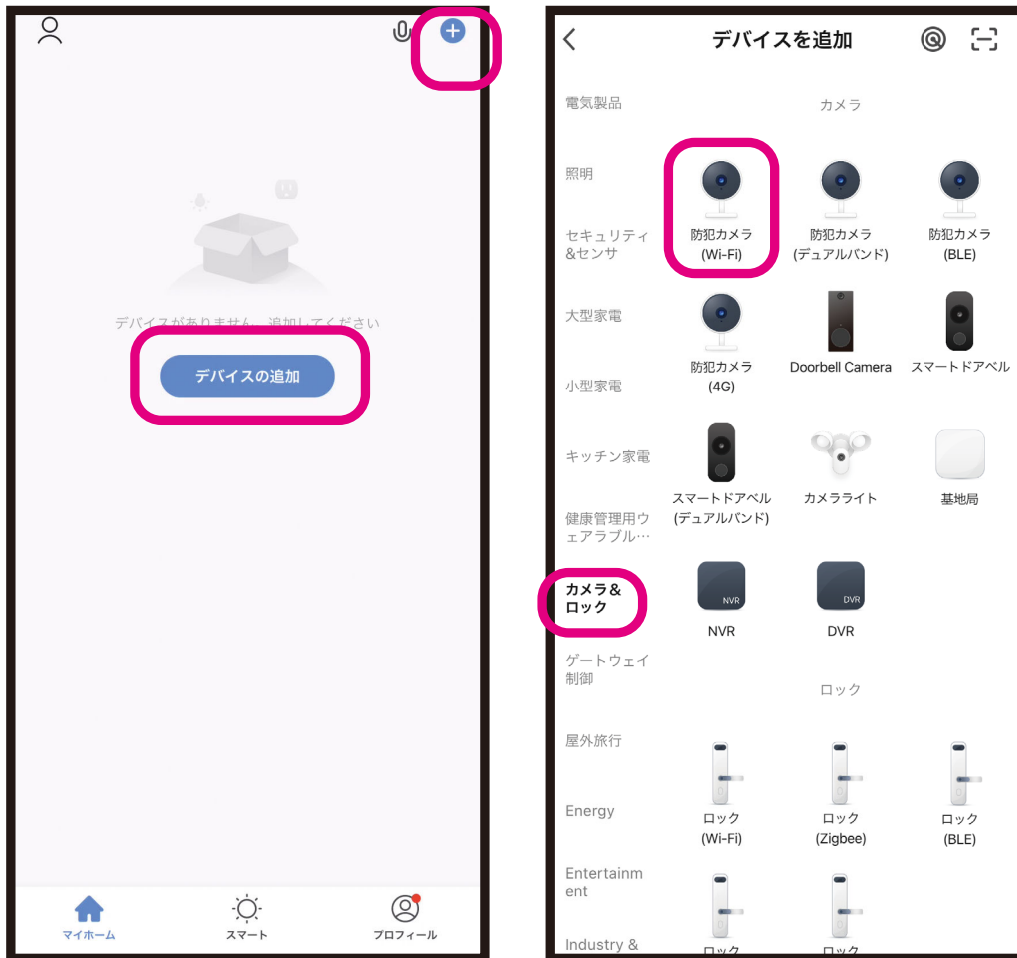 デバイスがありません、追加してください
デバイスの追加
マイホーム
スマート
プロフィール
デバイスを追加
電気製品
照明
セキュリティ
&センサ
大型家電
小型家電
キッチン家電
健康管理用ウ
ェアラブル…
カメラ&
ロック
ゲートウェイ
制御
屋外旅行
Energy
Entertainm
ent
Industry &
カメラ
防犯カメラ
(Wi-Fi)
防犯カメラ
(デュアルバンド)
防犯カメラ
(BLE)
防犯カメラ
(4G)
Doorbell Camera
スマートドアベル
スマートドアベル
(デュアルバンド)
カメラライト
基地局
NVR
NVR
DVR
DVR
ロック
ロック
(Wi-Fi)
ロック
(Zigbee)
ロック
(BLE)
ロック
ロック